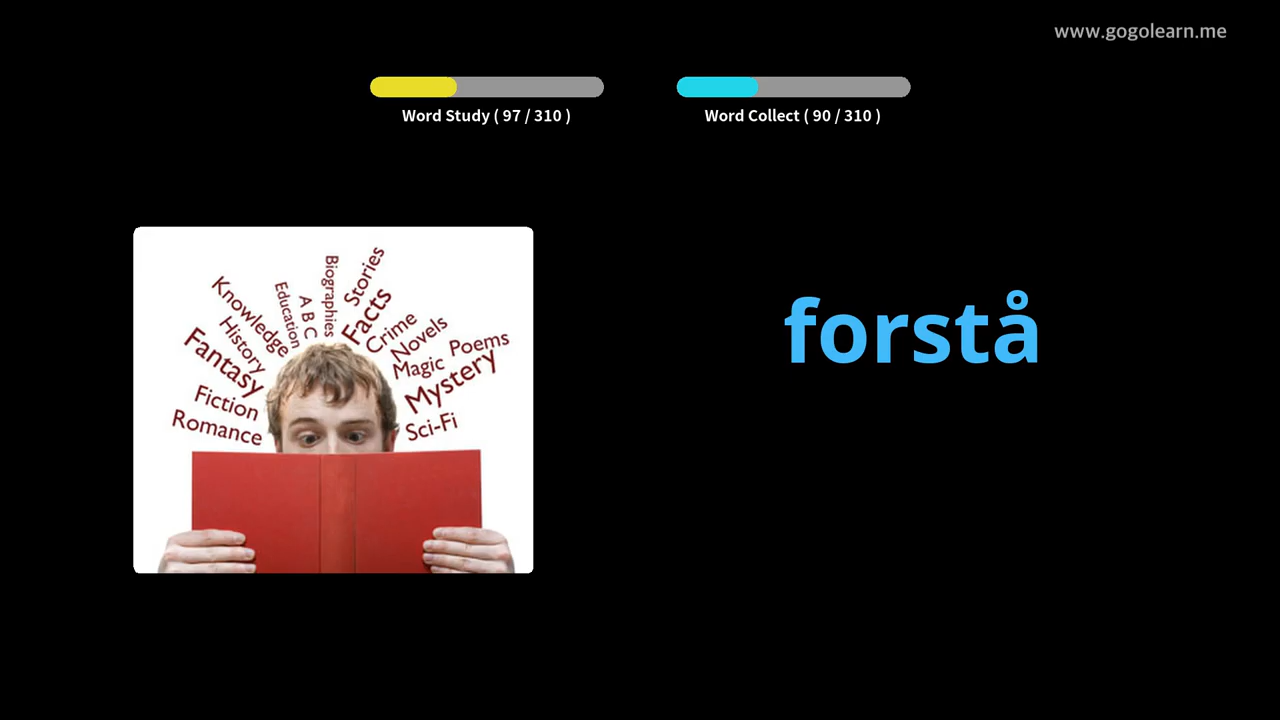 www.gogolearn.me
Word Study ( 97 / 310 )
Word Collect ( 90 / 310 )
Knowledge
History
Fantasy
Fiction
Romance
Education
A B C
Biographies
Stories
Facts
Crime
Novels
Magic
Poems
Mystery
Sci-Fi
forstå